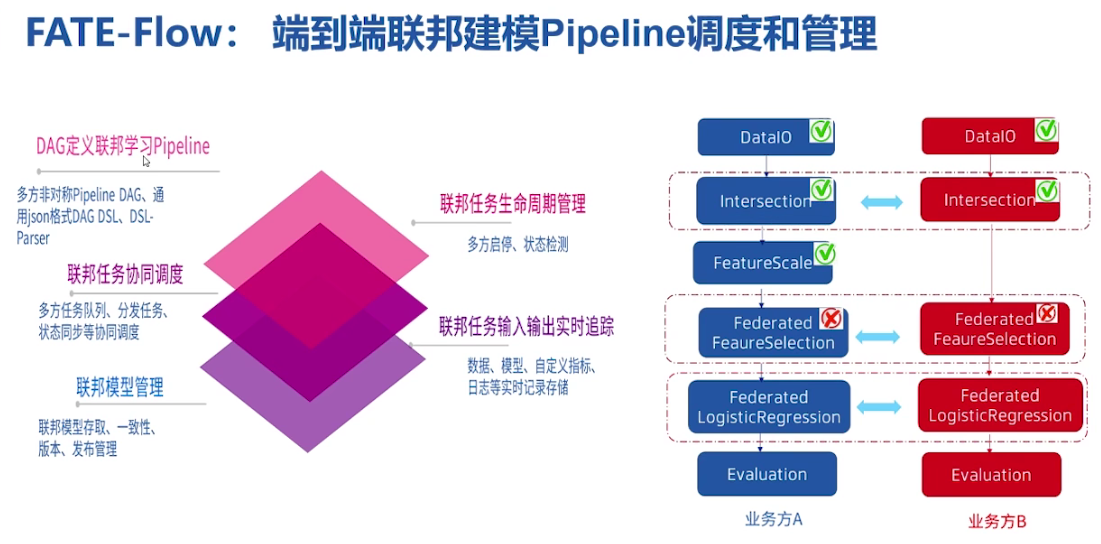 FATE-Flow： 端到端联邦建模Pipeline调度和管理
DAG定义联邦学习Pipeline
多方非对称Pipeline DAG、通
用json格式DAG DSL、DSL-
Parser
联邦任务协同调度
多方任务队列、分发任务、
状态同步等协同调度
联邦模型管理
联邦模型存取、一致性、
版本、发布管理
联邦任务生命周期管理
多方启停、状态检测
联邦任务输入输出实时追踪
数据、模型、自定义指标、
日志等实时记录存储
DataIO
DataIO
Intersection
Intersection
FeatureScale
Federated
FeaureSelection
Federated
FeaureSelection
Federated
LogisticRegression
Federated
LogisticRegression
Evaluation
Evaluation
业务方A
业务方B